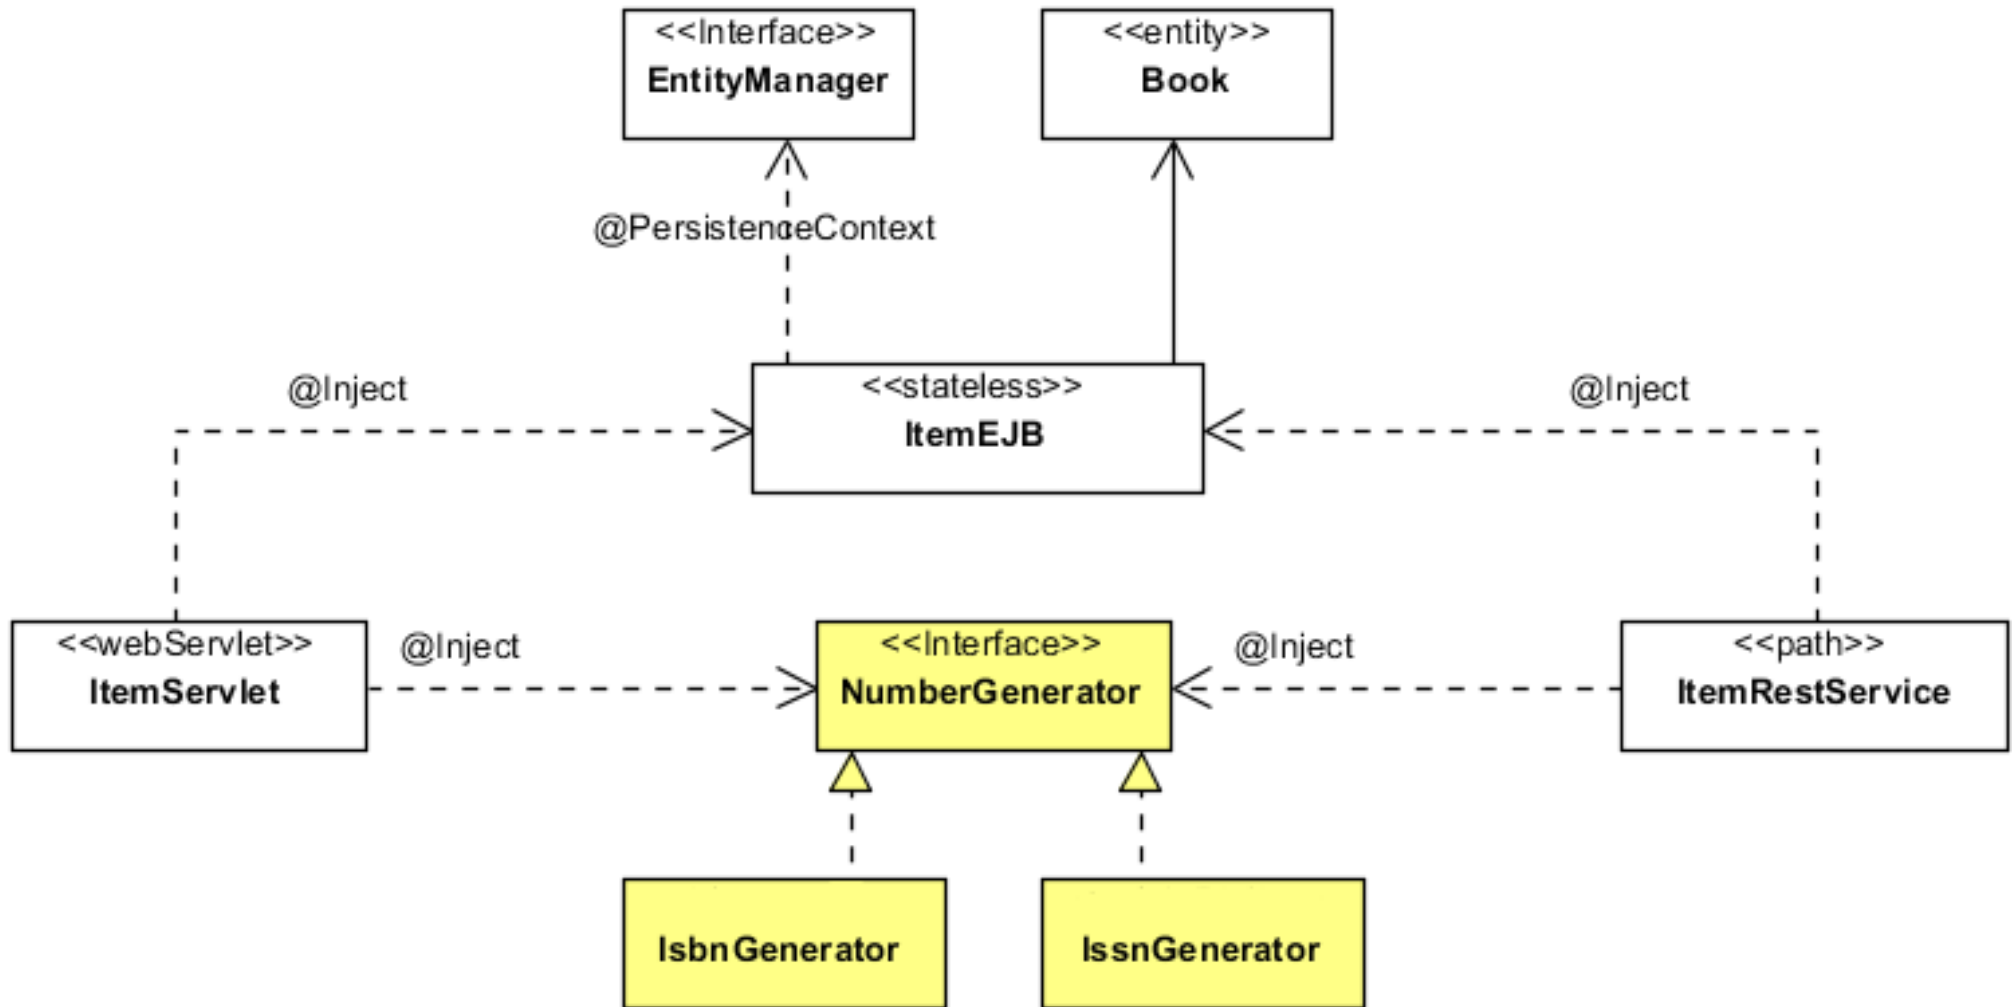 <<Interface>>
EntityManager
<<entity>>
Book
@PersistenceContext
@Inject
<<stateless>>
ItemEJB
@Inject
<<webServlet>>
ItemServlet
@Inject
<<Interface>>
NumberGenerator
@Inject
<<path>>
ItemRestService
IsbnGenerator
IssnGenerator